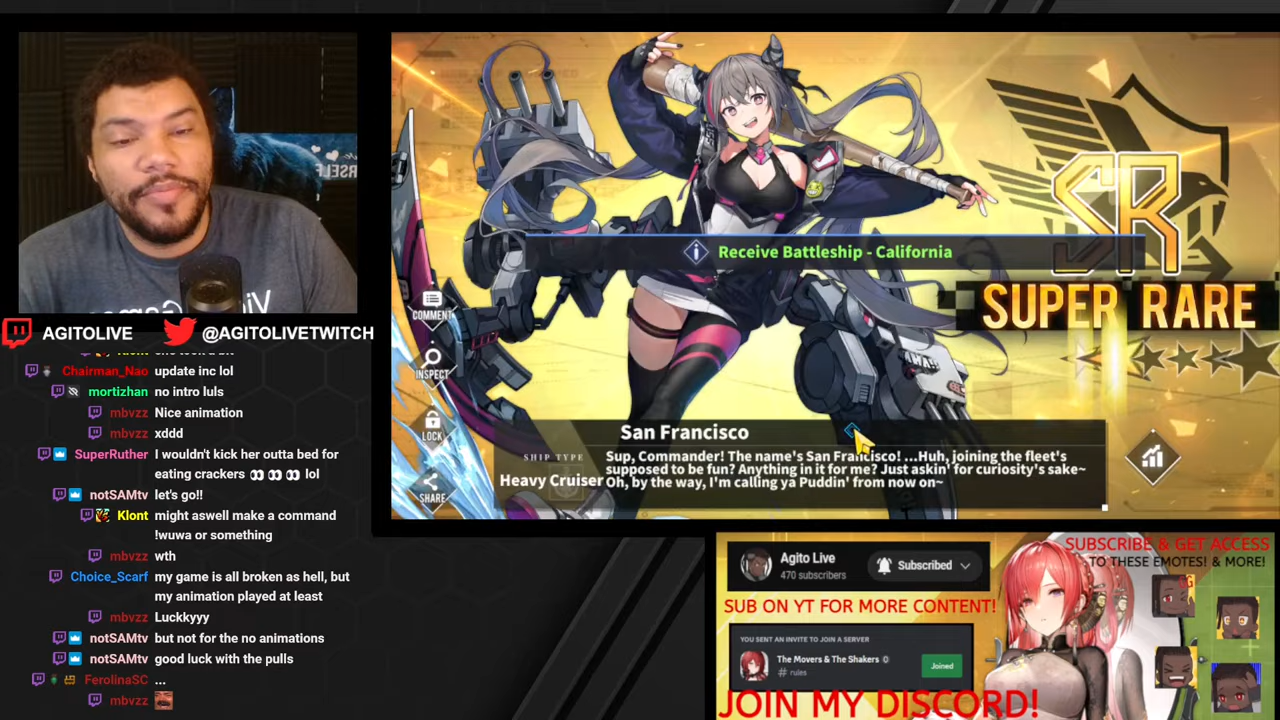 AGITOLIVE
@AGITOLIVETWITCH
Chairman_Nao update inc lol
mortizhan no intro luls
mbvzz Nice animation
mbvzz xddd
SuperRuther I wouldn't kick her outta bed for
eating crackers 👀 👀 👀 lol
notSAMtv let's go!!
Klont might aswell make a command
!wuwa or something
mbvzz wth
Choice_Scarf my game is all broken as hell, but
my animation played at least
mbvzz Luckkyyy
notSAMtv but not for the no animations
notSAMtv good luck with the pulls
FerolinaSC ...
mbvzz
SR
SUPER RARE
Receive Battleship - California
COMMENT
INSPECT
LOCK
SHARE
San Francisco
SHIP TYPE
Heavy Cruiser
Sup, Commander! The name's San Francisco! ...Huh, joining the fleet's
supposed to be fun? Anything in it for me? Just askin' for curiosity's sake~
Oh, by the way, I'm calling ya Puddin' from now on~
Agito Live
470 subscribers
Subscribed
SUB ON YT FOR MORE CONTENT!
YOU SENT AN INVITE TO JOIN A SERVER
The Movers & The Shakers
# rules
Joined
JOIN MY DISCORD!
SUBSCRIBE & GET ACCESS
TO THESE EMOTES! & MORE!